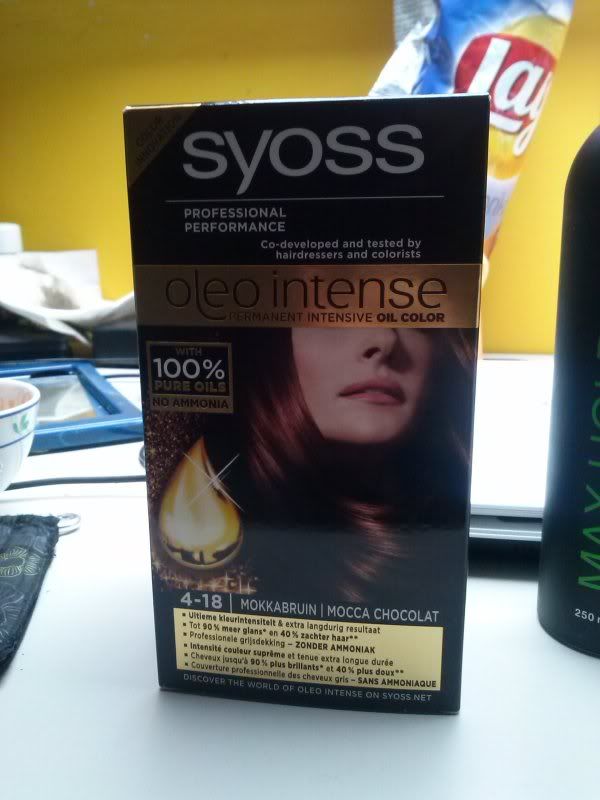 COLOR
INNOVATION
syoss
PROFESSIONAL
PERFORMANCE
Co-developed and tested by
hairdressers and colorists
oleo intense
PERMANENT INTENSIVE OIL COLOR
WITH
100%
PURE OILS
NO AMMONIA
4-18 | MOKKABRUIN | MOCCA CHOCOLAT
▪ Ultieme kleurintensiteit & extra langdurig resultaat
▪ Tot 90% meer glans* en 40% zachter haar**
▪ Professionele grijsdekking – ZONDER AMMONIAK
▪ Intensité couleur suprême et tenue extra longue durée
▪ Cheveux jusqu'à 90% plus brillants* et 40% plus doux**
▪ Couverture professionnelle des cheveux gris – SANS AMMONIAQUE
DISCOVER THE WORLD OF OLEO INTENSE ON SYOSS.NET
Lay
MAX HOL
250